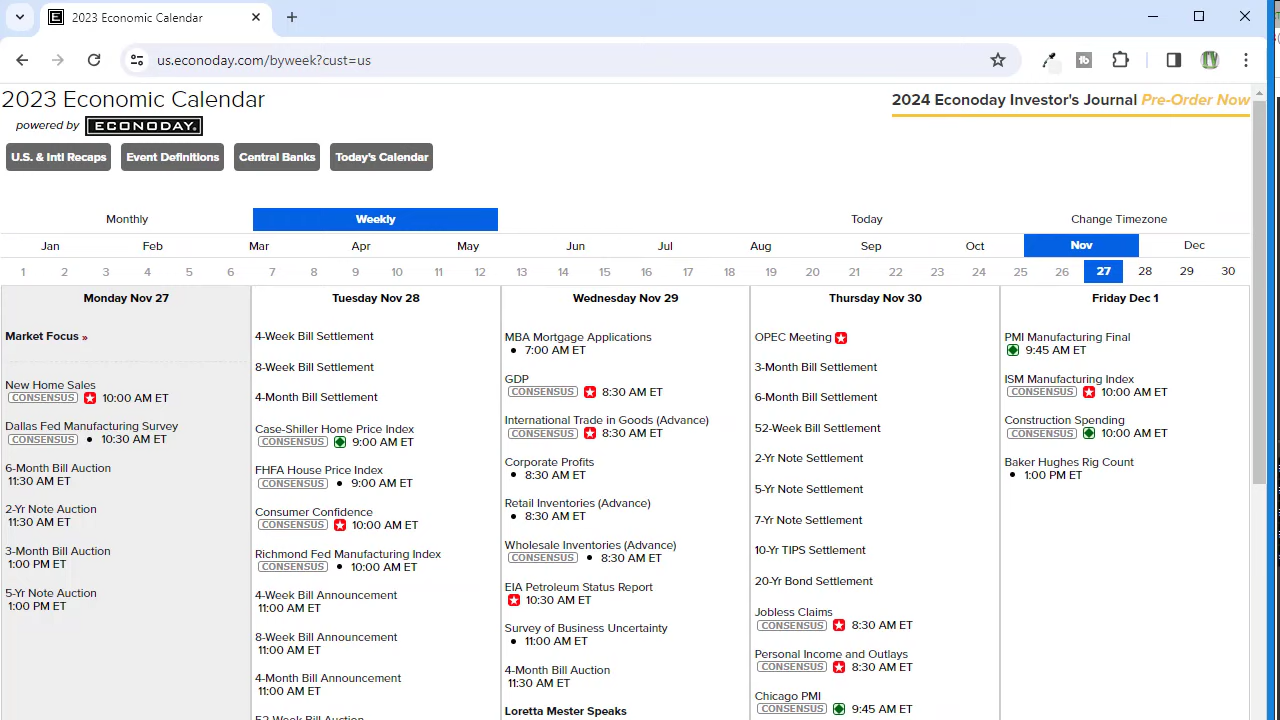 2023 Economic Calendar
us.econoday.com/byweek?cust=us
2023 Economic Calendar
2024 Econoday Investor's Journal Pre-Order Now
powered by ECONODAY
U.S. & Intl Recaps Event Definitions Central Banks Today's Calendar
Monthly Weekly Today Change Timezone
Jan Feb Mar Apr May Jun Jul Aug Sep Oct Nov Dec
1 2 3 4 5 6 7 8 9 10 11 12 13 14 15 16 17 18 19 20 21 22 23 24 25 26 27 28 29 30
Monday Nov 27
Market Focus »
New Home Sales
CONSENSUS 10:00 AM ET
Dallas Fed Manufacturing Survey
CONSENSUS 10:30 AM ET
6-Month Bill Auction
11:30 AM ET
2-Yr Note Auction
11:30 AM ET
3-Month Bill Auction
1:00 PM ET
5-Yr Note Auction
1:00 PM ET
Tuesday Nov 28
4-Week Bill Settlement
8-Week Bill Settlement
4-Month Bill Settlement
Case-Shiller Home Price Index
CONSENSUS 9:00 AM ET
FHFA House Price Index
CONSENSUS 9:00 AM ET
Consumer Confidence
CONSENSUS 10:00 AM ET
Richmond Fed Manufacturing Index
CONSENSUS 10:00 AM ET
4-Week Bill Announcement
11:00 AM ET
8-Week Bill Announcement
11:00 AM ET
4-Month Bill Announcement
11:00 AM ET
52-Week Bill Auction
Wednesday Nov 29
MBA Mortgage Applications
7:00 AM ET
GDP
CONSENSUS 8:30 AM ET
International Trade in Goods (Advance)
CONSENSUS 8:30 AM ET
Corporate Profits
8:30 AM ET
Retail Inventories (Advance)
8:30 AM ET
Wholesale Inventories (Advance)
CONSENSUS 8:30 AM ET
EIA Petroleum Status Report
10:30 AM ET
Survey of Business Uncertainty
11:00 AM ET
4-Month Bill Auction
11:30 AM ET
Loretta Mester Speaks
Thursday Nov 30
OPEC Meeting
3-Month Bill Settlement
6-Month Bill Settlement
52-Week Bill Settlement
2-Yr Note Settlement
5-Yr Note Settlement
7-Yr Note Settlement
10-Yr TIPS Settlement
20-Yr Bond Settlement
Jobless Claims
CONSENSUS 8:30 AM ET
Personal Income and Outlays
CONSENSUS 8:30 AM ET
Chicago PMI
CONSENSUS 9:45 AM ET
Friday Dec 1
PMI Manufacturing Final
9:45 AM ET
ISM Manufacturing Index
CONSENSUS 10:00 AM ET
Construction Spending
CONSENSUS 10:00 AM ET
Baker Hughes Rig Count
1:00 PM ET